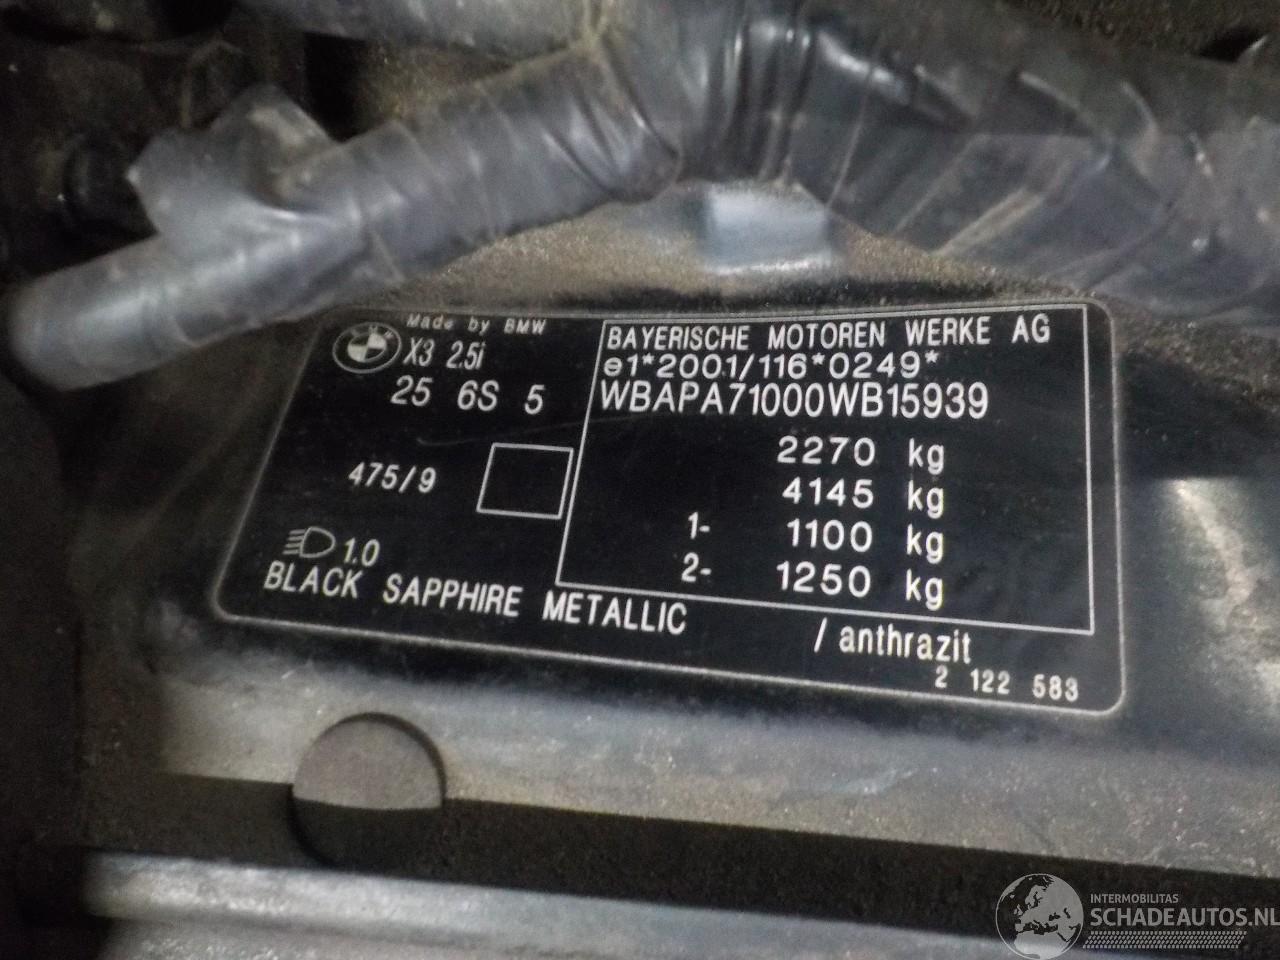 Made by BMW
X3 2.5i
25 6S 5
475/9
1.0
BLACK SAPPHIRE METALLIC
BAYERISCHE MOTOREN WERKE AG
e1*2001/116*0249*
WBAPA71000WB15939
2270 kg
4145 kg
1- 1100 kg
2- 1250 kg
/ anthrazit
2 122 583
INTERMOBILITAS
SCHADEAUTOS.NL